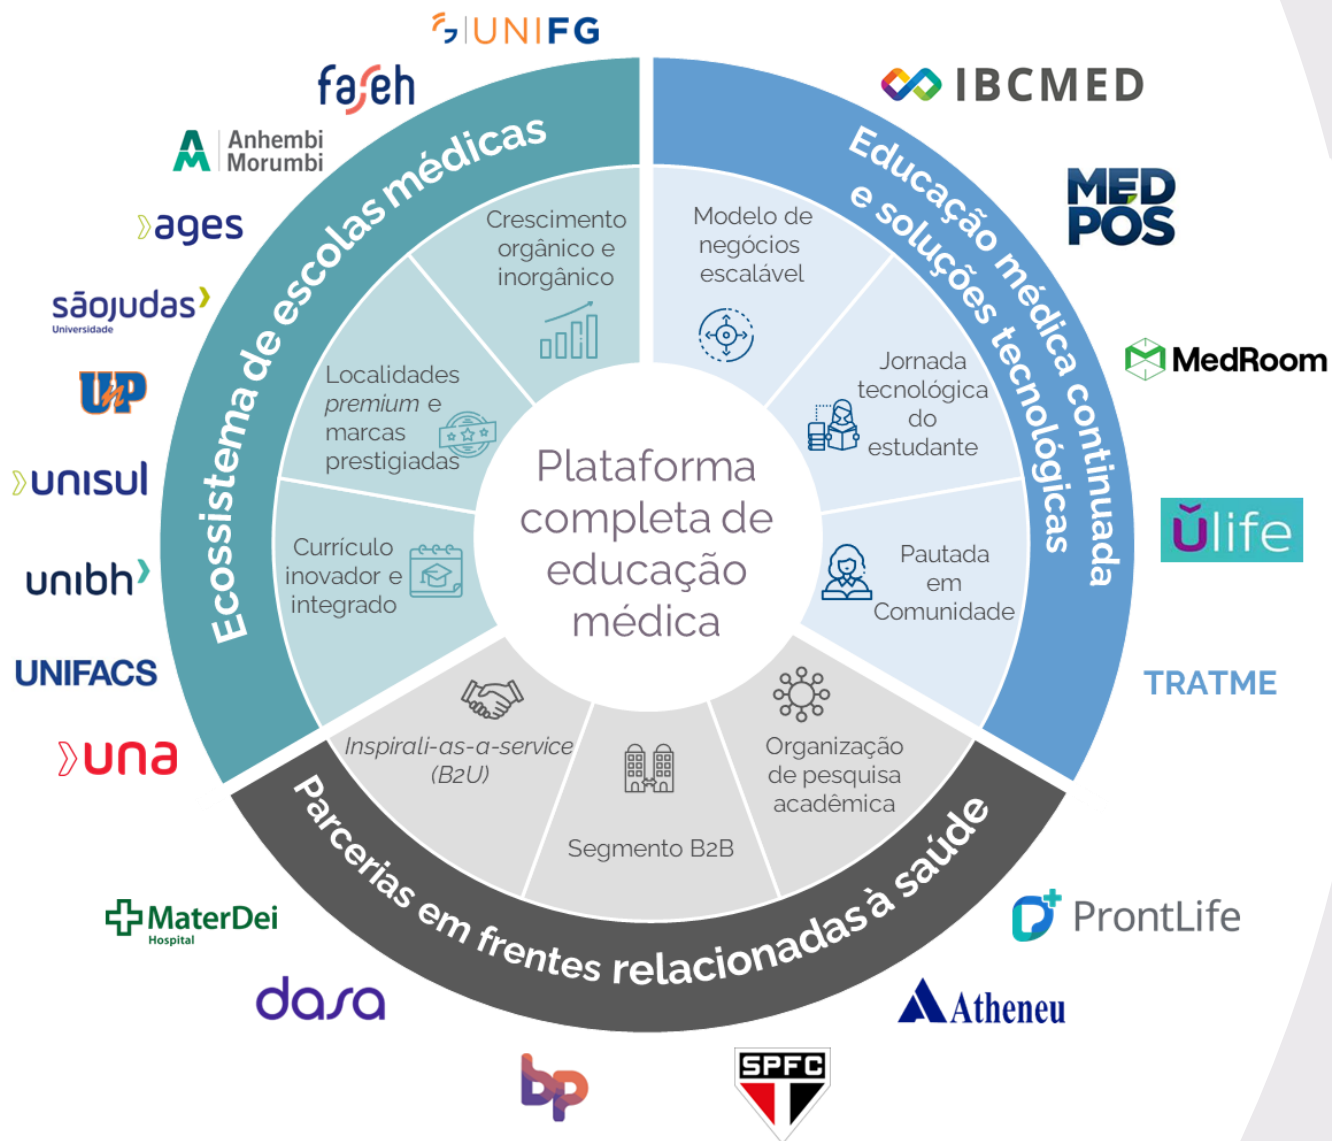 UNIFG
faseh
Anhembi
Morumbi
ages
sãojudas
Universidade
UnP
unisul
unibh
UNIFACS
una
IBCMED
MED
PÓS
MedRoom
ŭlife
TRATME
MaterDei
Hospital
dasa
bp
SPFC
Atheneu
ProntLife
Ecossistema de escolas médicas
Crescimento
orgânico e
inorgânico
Localidades
premium e
marcas
prestigiadas
Currículo
inovador e
integrado
Educação médica continuada
e soluções tecnológicas
Modelo de
negócios
escalável
Jornada
tecnológica
do
estudante
Pautada
em
Comunidade
Plataforma
completa de
educação
médica
Inspirali-as-a-service
(B2U)
Segmento B2B
Organização
de pesquisa
acadêmica
Parcerias em frentes relacionadas à saúde